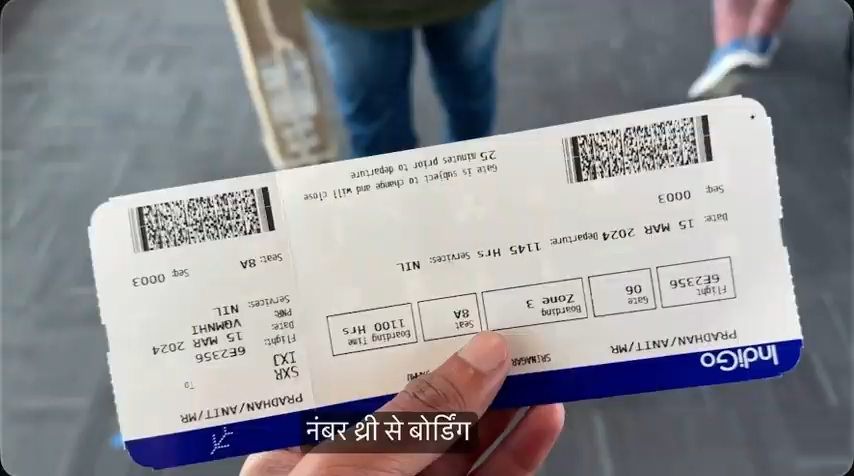 IndiGo
PRADHAN/ANIT/MR
SRINAGAR
Flight
6E2356
Gate
06
Boarding
Zone 3
Seat
8A
Boarding Time
1100 Hrs
Date: 15 MAR 2024 Departure: 1145 Hrs Services: NIL
Seq: 0003
Gate is subject to change and will close
25 minutes prior to departure
PRADHAN/ANIT/MR
SXR To
IXJ
Flight: 6E2356
Date: 15 MAR 2024
PNR: VQMNHI
Services: NIL
Seat: 8A Seq: 0003
नंबर थ्री से बोर्डिंग